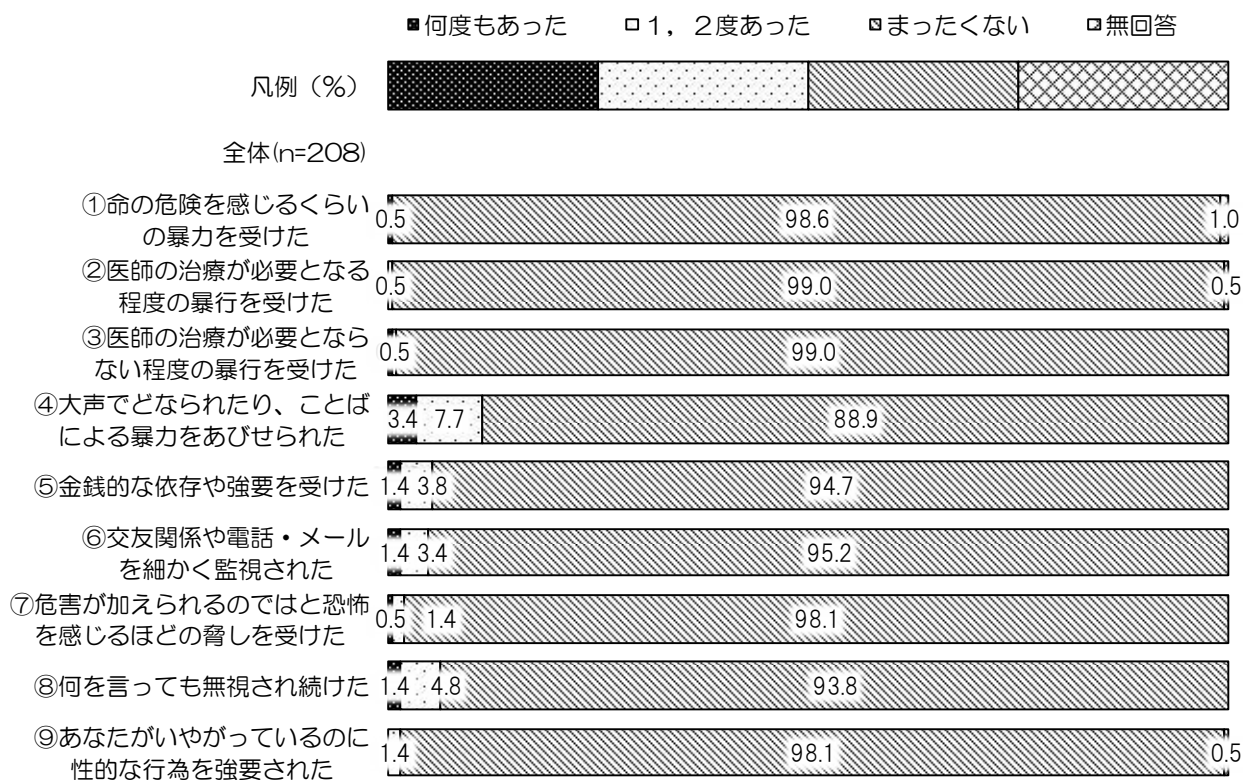 何度もあった １，２度あった まったくない 無回答
凡例（％）
全体(n=208)
①命の危険を感じるくらい
の暴力を受けた
0.5 98.6 1.0
②医師の治療が必要となる
程度の暴行を受けた
0.5 99.0 0.5
③医師の治療が必要となら
ない程度の暴行を受けた
0.5 99.0
④大声でどなられたり、ことば
による暴力をあびせられた
3.4 7.7 88.9
⑤金銭的な依存や強要を受けた
1.4 3.8 94.7
⑥交友関係や電話・メール
を細かく監視された
1.4 3.4 95.2
⑦危害が加えられるのではと恐怖
を感じるほどの脅しを受けた
0.5 1.4 98.1
⑧何を言っても無視され続けた
1.4 4.8 93.8
⑨あなたがいやがっているのに
性的な行為を強要された
1.4 98.1 0.5